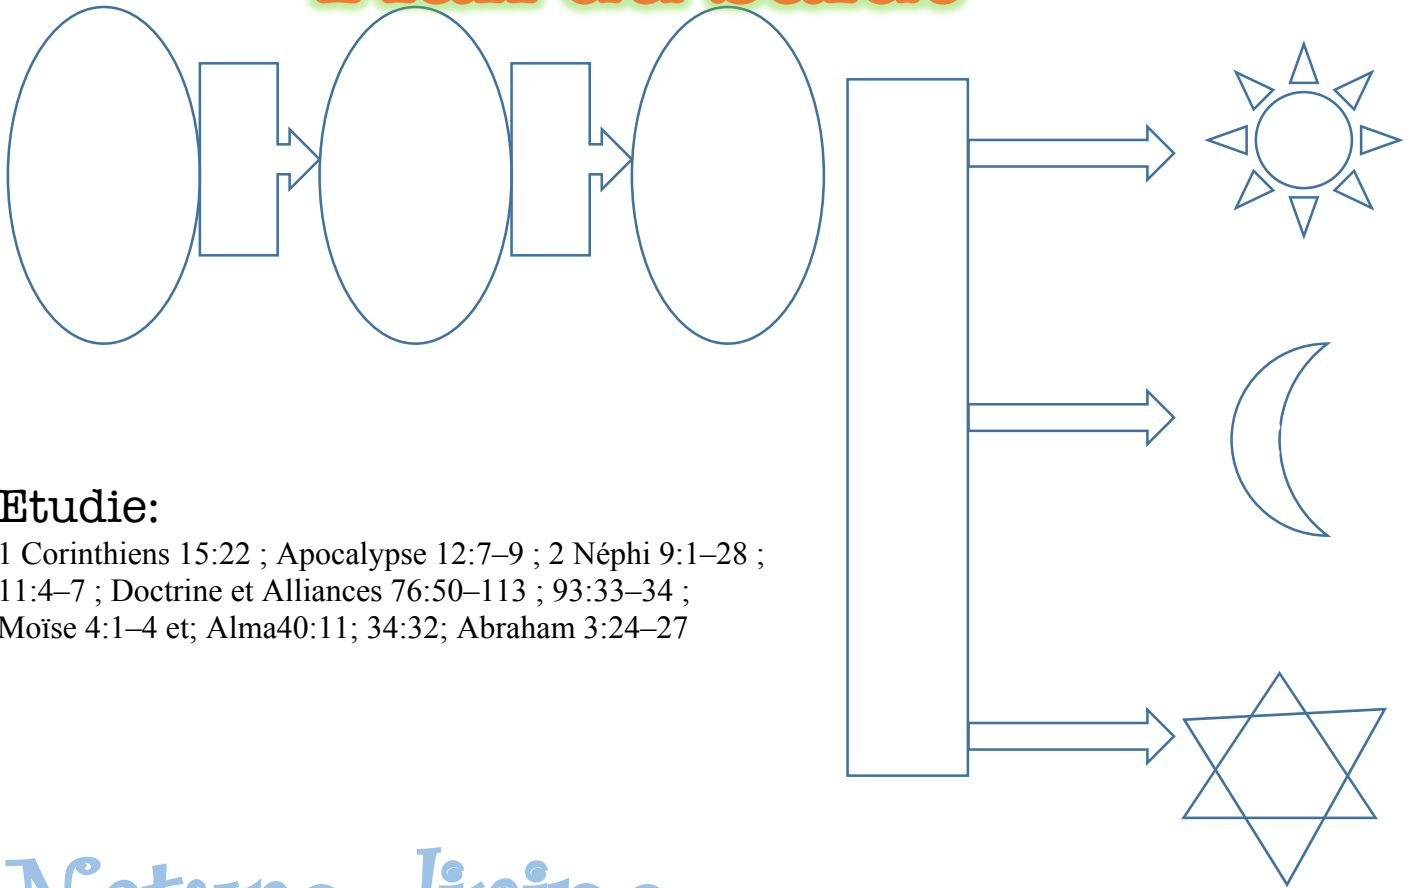 Etudie:
1 Corinthiens 15:22 ; Apocalypse 12:7–9 ; 2 Néphi 9:1–28 ;
11:4–7 ; Doctrine et Alliances 76:50–113 ; 93:33–34 ;
Moïse 4:1–4 et; Alma40:11; 34:32; Abraham 3:24–27